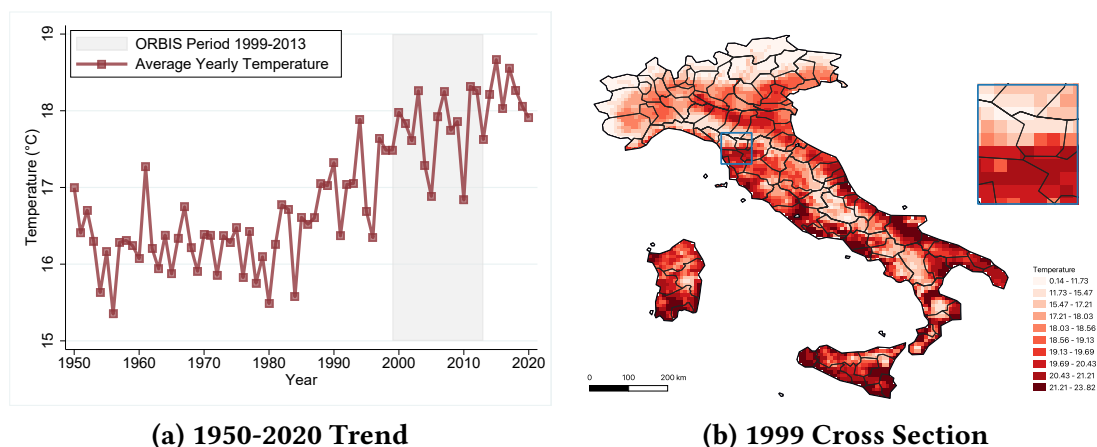 19
18
17
16
15
Temperature (°C)
ORBIS Period 1999-2013
Average Yearly Temperature
1950
1960
1970
1980
1990
2000
2010
2020
Year
(a) 1950-2020 Trend
Temperature
0.14 - 11.73
11.73 - 15.47
15.47 - 17.21
17.21 - 18.03
18.03 - 18.56
18.56 - 19.13
19.13 - 19.69
19.69 - 20.43
20.43 - 21.21
21.21 - 23.82
0 100 200 km
(b) 1999 Cross Section